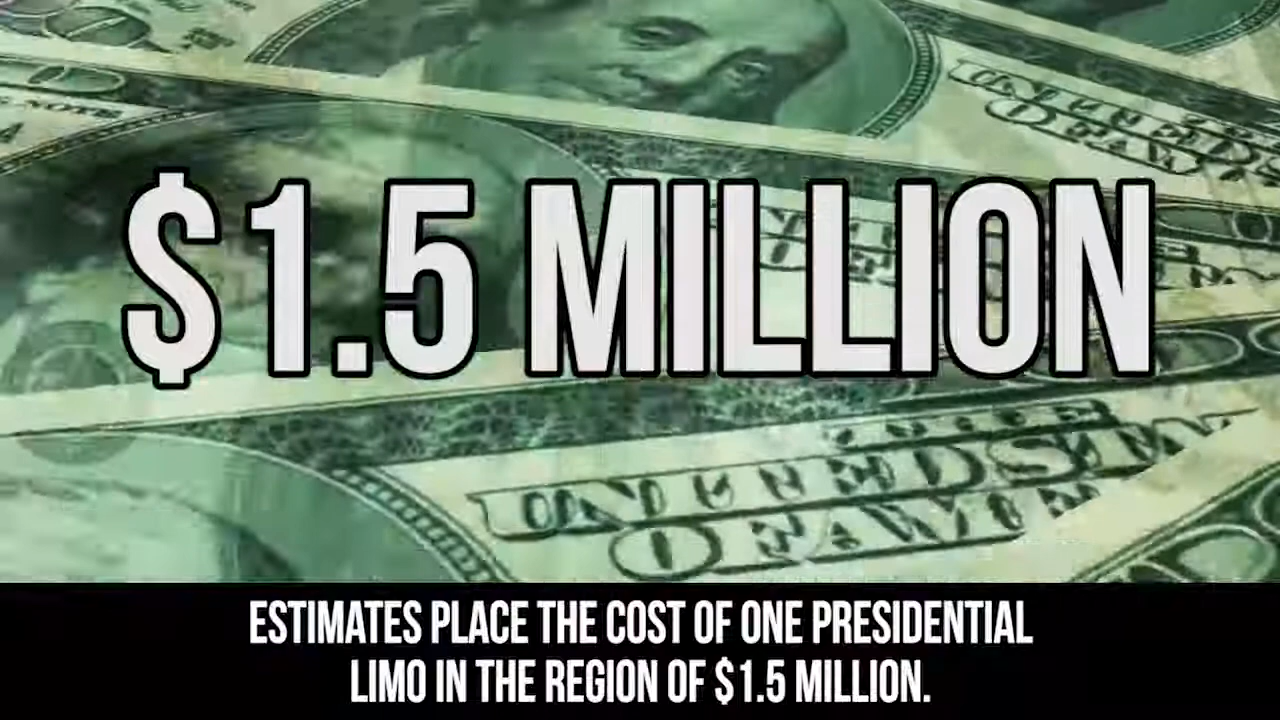 $1.5 MILLION
ESTIMATES PLACE THE COST OF ONE PRESIDENTIAL
LIMO IN THE REGION OF $1.5 MILLION.